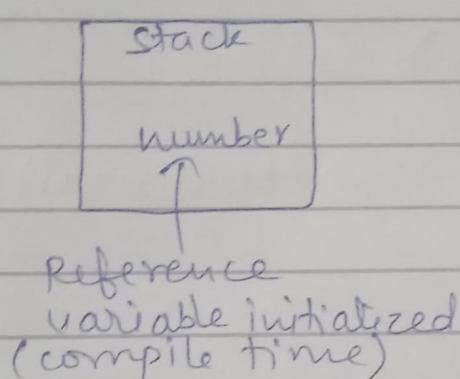 Stack
number
Reference
variable initialized
(compile time)